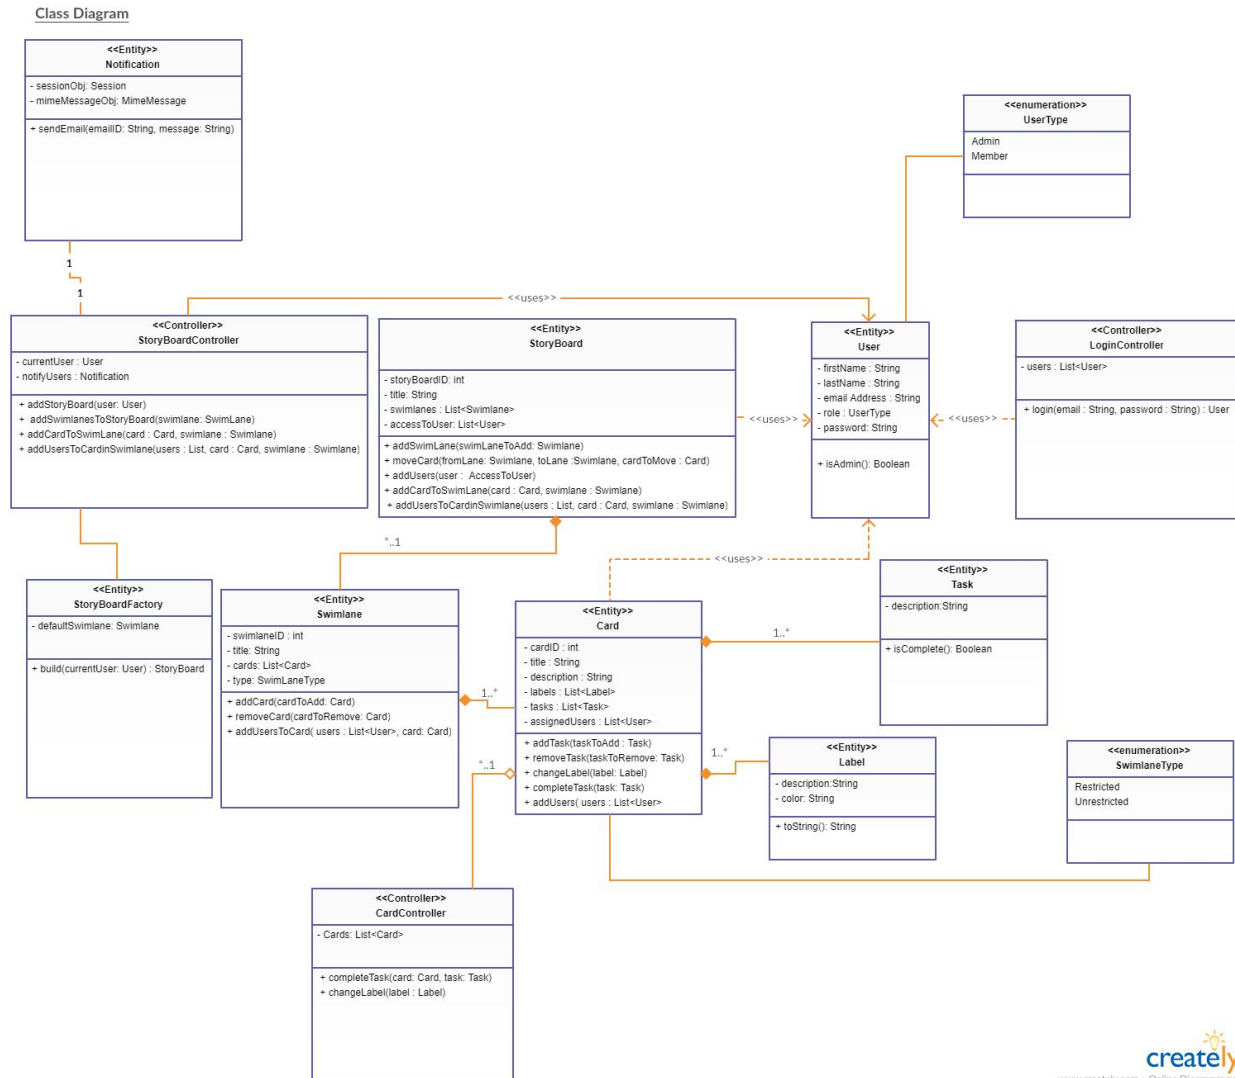 Class Diagram
<<Entity>>
Notification
- sessionObj: Session
- mimeMessageObj: MimeMessage
+ sendEmail(emailID: String, message: String)
<<enumeration>>
UserType
Admin
Member
1
1
<<uses>>
<<Controller>>
StoryBoardController
- currentUser : User
- notifyUsers : Notification
+ addStoryBoard(user: User)
+ addSwimlanesToStoryBoard(swimlane: SwimLane)
+ addCardToSwimLane(card : Card, swimlane : Swimlane)
+ addUsersToCardinSwimlane(users : List, card : Card, swimlane : Swimlane)
<<Entity>>
StoryBoard
- storyBoardID: int
- title: String
- swimlanes : List<Swimlane>
- accessToUser: List<User>
+ addSwimLane(swimLaneToAdd: Swimlane)
+ moveCard(fromLane: Swimlane, toLane :Swimlane, cardToMove : Card)
+ addUsers(user : AccessToUser)
+ addCardToSwimLane(card : Card, swimlane : Swimlane)
+ addUsersToCardinSwimlane(users : List, card : Card, swimlane : Swimlane)
<<uses>>
<<Entity>>
User
- firstName : String
- lastName : String
- email Address : String
- role : UserType
- password: String
+ isAdmin(): Boolean
<<uses>>
<<Controller>>
LoginController
- users : List<User>
+ login(email : String, password : String) : User
*..1
<<uses>>
<<Entity>>
StoryBoardFactory
- defaultSwimlane: Swimlane
+ build(currentUser: User) : StoryBoard
<<Entity>>
Swimlane
- swimlaneID : int
- title: String
- cards: List<Card>
- type: SwimLaneType
+ addCard(cardToAdd: Card)
+ removeCard(cardToRemove: Card)
+ addUsersToCard( users : List<User>, card: Card)
1..*
<<Entity>>
Card
- cardID : int
- title : String
- description : String
- labels : List<Label>
- tasks : List<Task>
- assignedUsers : List<User>
+ addTask(taskToAdd : Task)
+ removeTask(taskToRemove: Task)
+ changeLabel(label: Label)
+ completeTask(task: Task)
+ addUsers( users : List<User>
1..*
<<Entity>>
Task
- description:String
+ isComplete(): Boolean
1..*
<<Entity>>
Label
- description:String
- color: String
+ toString(): String
<<enumeration>>
SwimlaneType
Restricted
Unrestricted
*..1
<<Controller>>
CardController
- Cards: List<Card>
+ completeTask(card: Card, task: Task)
+ changeLabel(label : Label)
creately